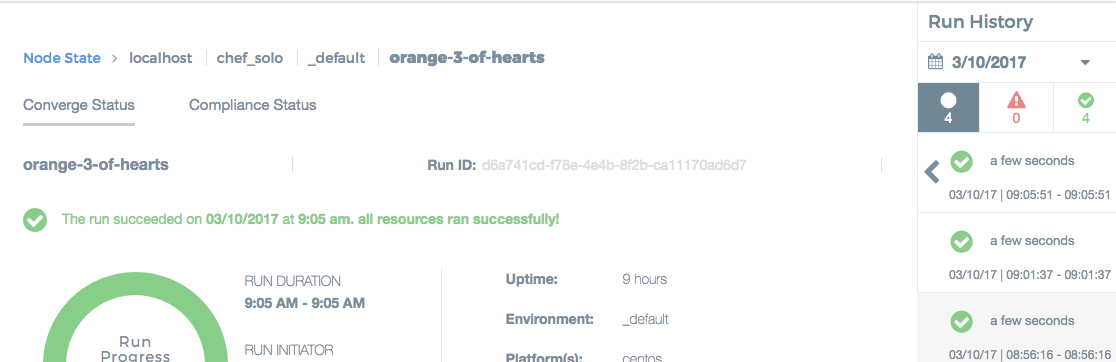 Node State > localhost chef_solo _default orange-3-of-hearts
Converge Status Compliance Status
orange-3-of-hearts Run ID: d6a741cd-f78e-4e4b-8f2b-ca11170ad6d7
The run succeeded on 03/10/2017 at 9:05 am. all resources ran successfully!
Run
Progress
RUN DURATION
9:05 AM - 9:05 AM
RUN INITIATOR
Uptime: 9 hours
Environment: _default
Platform(s): centos
Run History
3/10/2017
4 0 4
a few seconds
03/10/17 | 09:05:51 - 09:05:51
a few seconds
03/10/17 | 09:01:37 - 09:01:37
a few seconds
03/10/17 | 08:56:16 - 08:56:16